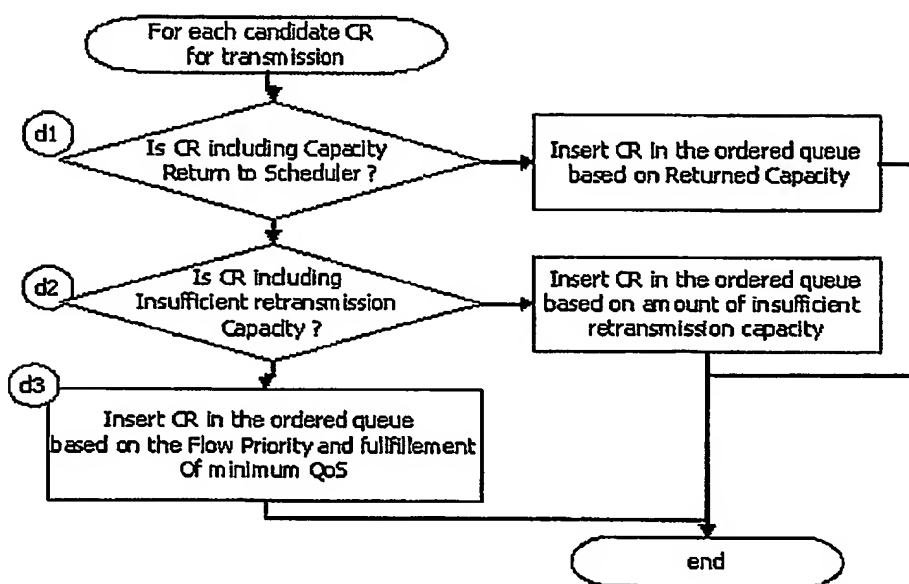 For each candidate CR
for transmission
d1
Is CR including Capacity
Return to Scheduler ?
Insert CR in the ordered queue
based on Returned Capacity
d2
Is CR including
Insufficient retransmission
Capacity ?
Insert CR in the ordered queue
based on amount of insufficient
retransmission capacity
d3
Insert CR in the ordered queue
based on the Flow Priority and fullfillement
Of minimum QoS
end